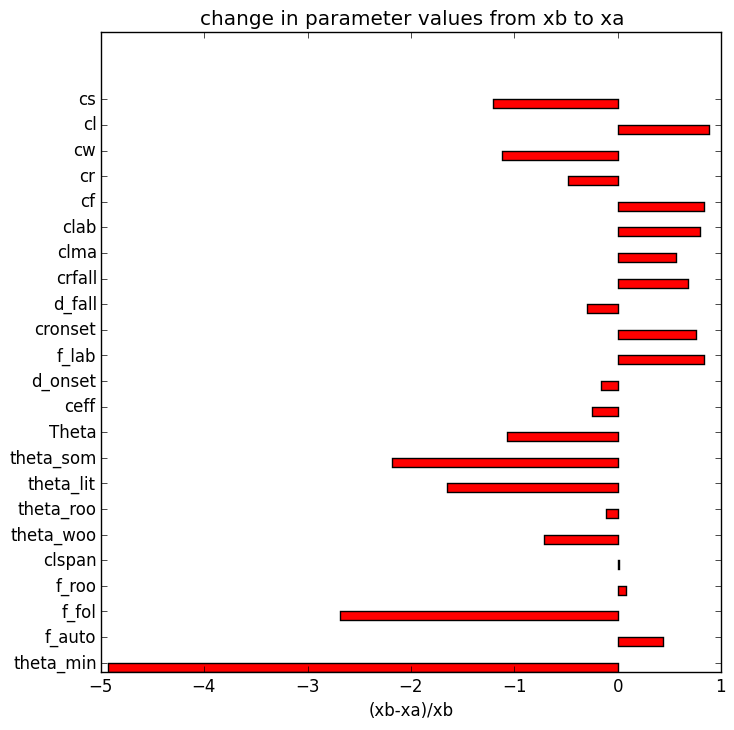 change in parameter values from xb to xa
cs
cl
cw
cr
cf
clab
clma
crfall
d_fall
cronset
f_lab
d_onset
ceff
Theta
theta_som
theta_lit
theta_roo
theta_woo
clspan
f_roo
f_fol
f_auto
theta_min
−5 −4 −3 −2 −1 0 1
(xb-xa)/xb